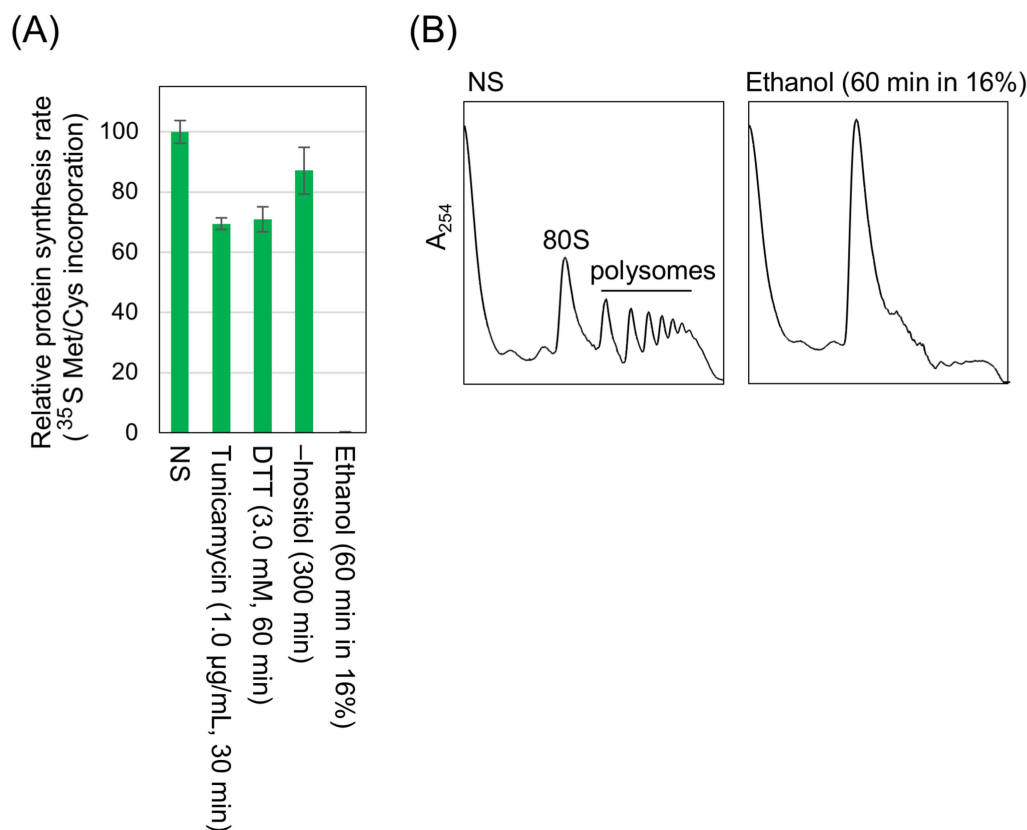 (A)
Relative protein synthesis rate
(³⁵S Met/Cys incorporation)
100
80
60
40
20
0
NS
Tunicamycin (1.0 µg/mL, 30 min)
DTT (3.0 mM, 60 min)
–Inositol (300 min)
Ethanol (60 min in 16%)
(B)
NS
Ethanol (60 min in 16%)
A₂₅₄
80S
polysomes